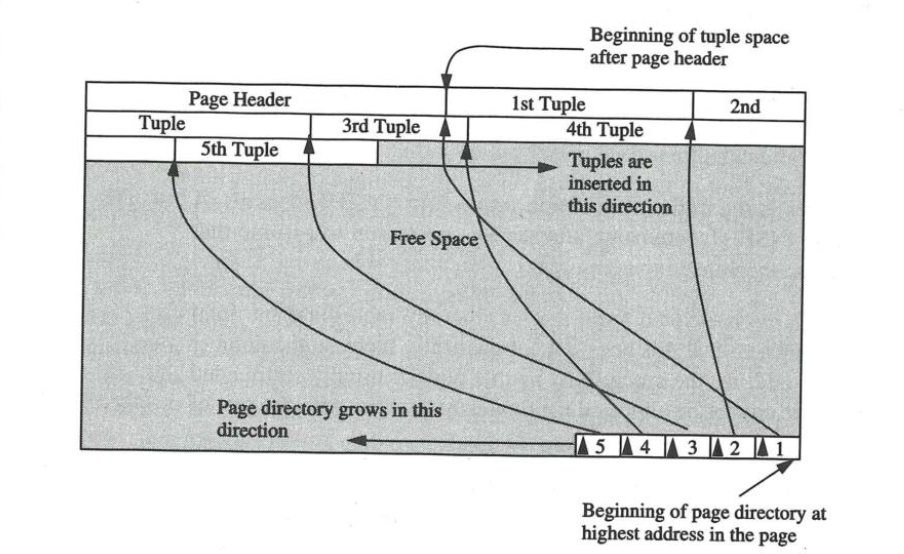 Beginning of tuple space
after page header
Page Header
1st Tuple
2nd
Tuple
3rd Tuple
4th Tuple
5th Tuple
Tuples are
inserted in
this direction
Free Space
Page directory grows in this
direction
5 4 3 2 1
Beginning of page directory at
highest address in the page